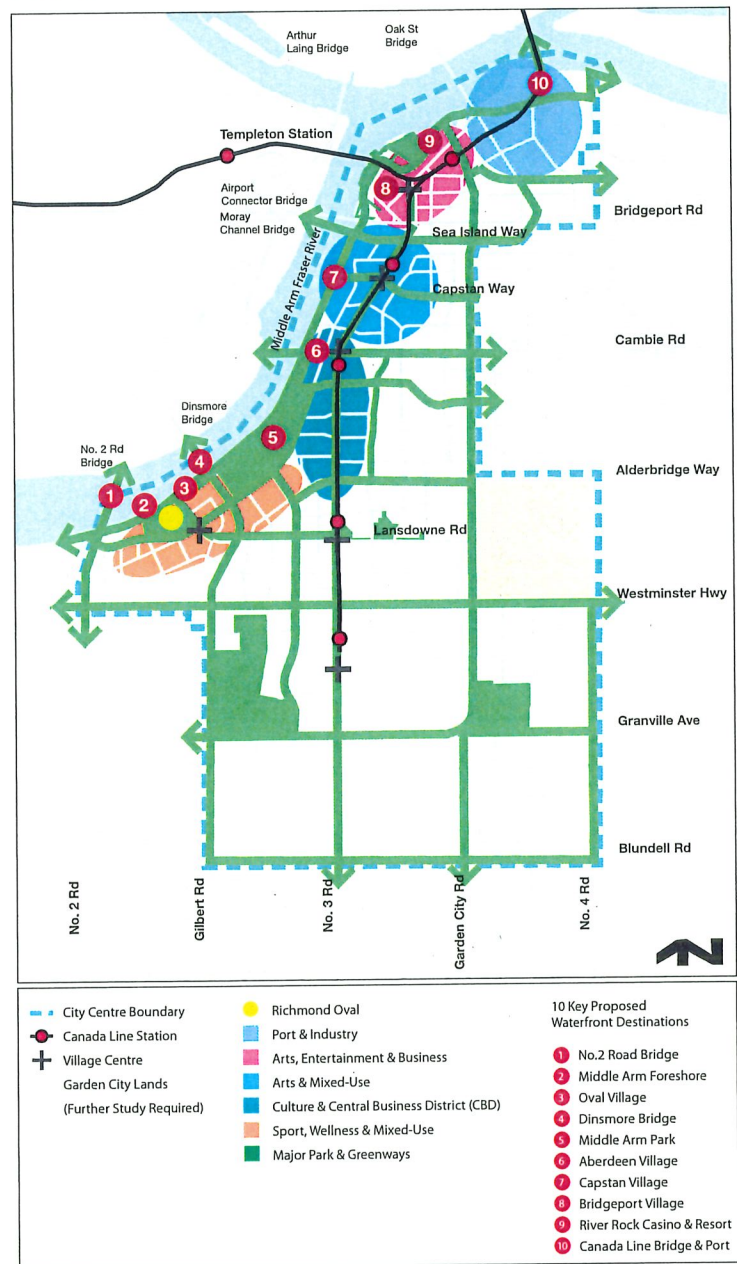 Arthur
Laing Bridge
Oak St
Bridge
10
Templeton Station
9
8
Airport
Connector Bridge
Moray
Channel Bridge
Bridgeport Rd
Sea Island Way
Middle Arm Fraser River
7
Capstan Way
6
Cambie Rd
Dinsmore
Bridge
5
No. 2 Rd
Bridge
4
Alderbridge Way
3
1
2
Lansdowne Rd
Westminster Hwy
Granville Ave
Blundell Rd
No. 2 Rd
Gilbert Rd
No. 3 Rd
Garden City Rd
No. 4 Rd
N
City Centre Boundary
Canada Line Station
Village Centre
Garden City Lands
(Further Study Required)
Richmond Oval
Port & Industry
Arts, Entertainment & Business
Arts & Mixed-Use
Culture & Central Business District (CBD)
Sport, Wellness & Mixed-Use
Major Park & Greenways
10 Key Proposed
Waterfront Destinations
1 No.2 Road Bridge
2 Middle Arm Foreshore
3 Oval Village
4 Dinsmore Bridge
5 Middle Arm Park
6 Aberdeen Village
7 Capstan Village
8 Bridgeport Village
9 River Rock Casino & Resort
10 Canada Line Bridge & Port